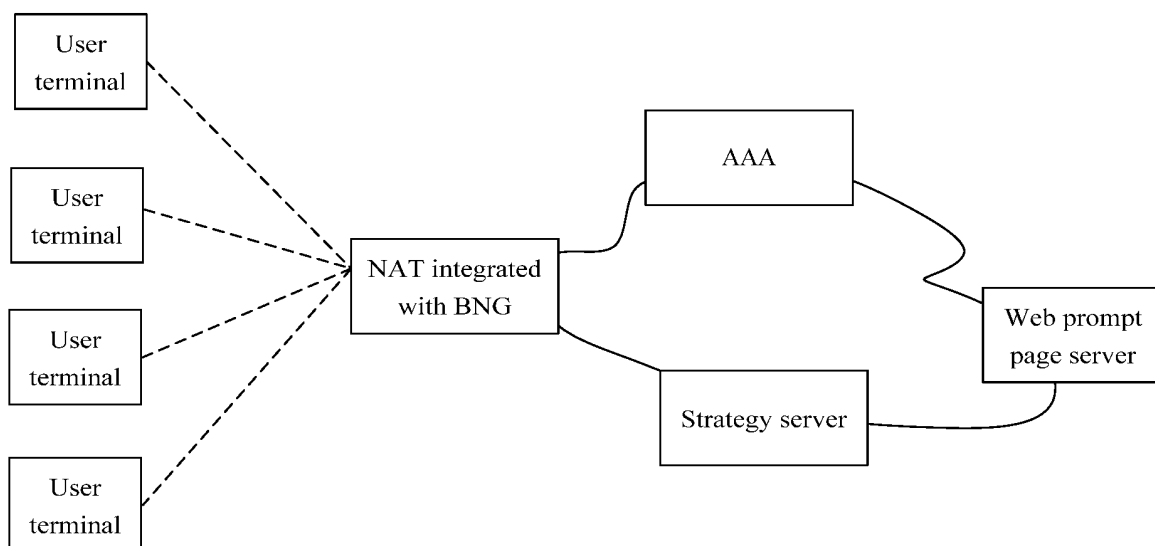 User
terminal
User
terminal
User
terminal
User
terminal
NAT integrated
with BNG
AAA
Strategy server
Web prompt
page server